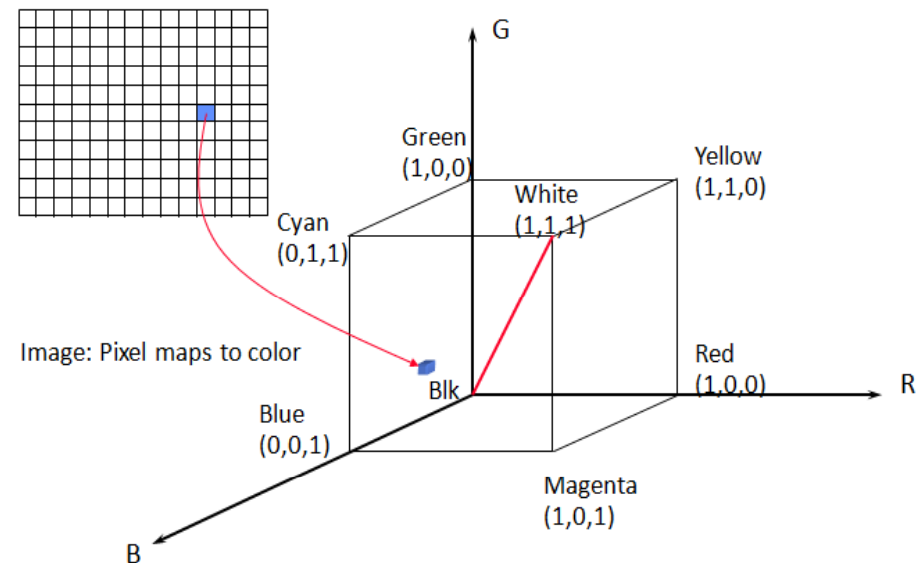 G
Green
(1,0,0)
Yellow
(1,1,0)
White
(1,1,1)
Cyan
(0,1,1)
Image: Pixel maps to color
Red
(1,0,0)
Blk
R
Blue
(0,0,1)
Magenta
(1,0,1)
B